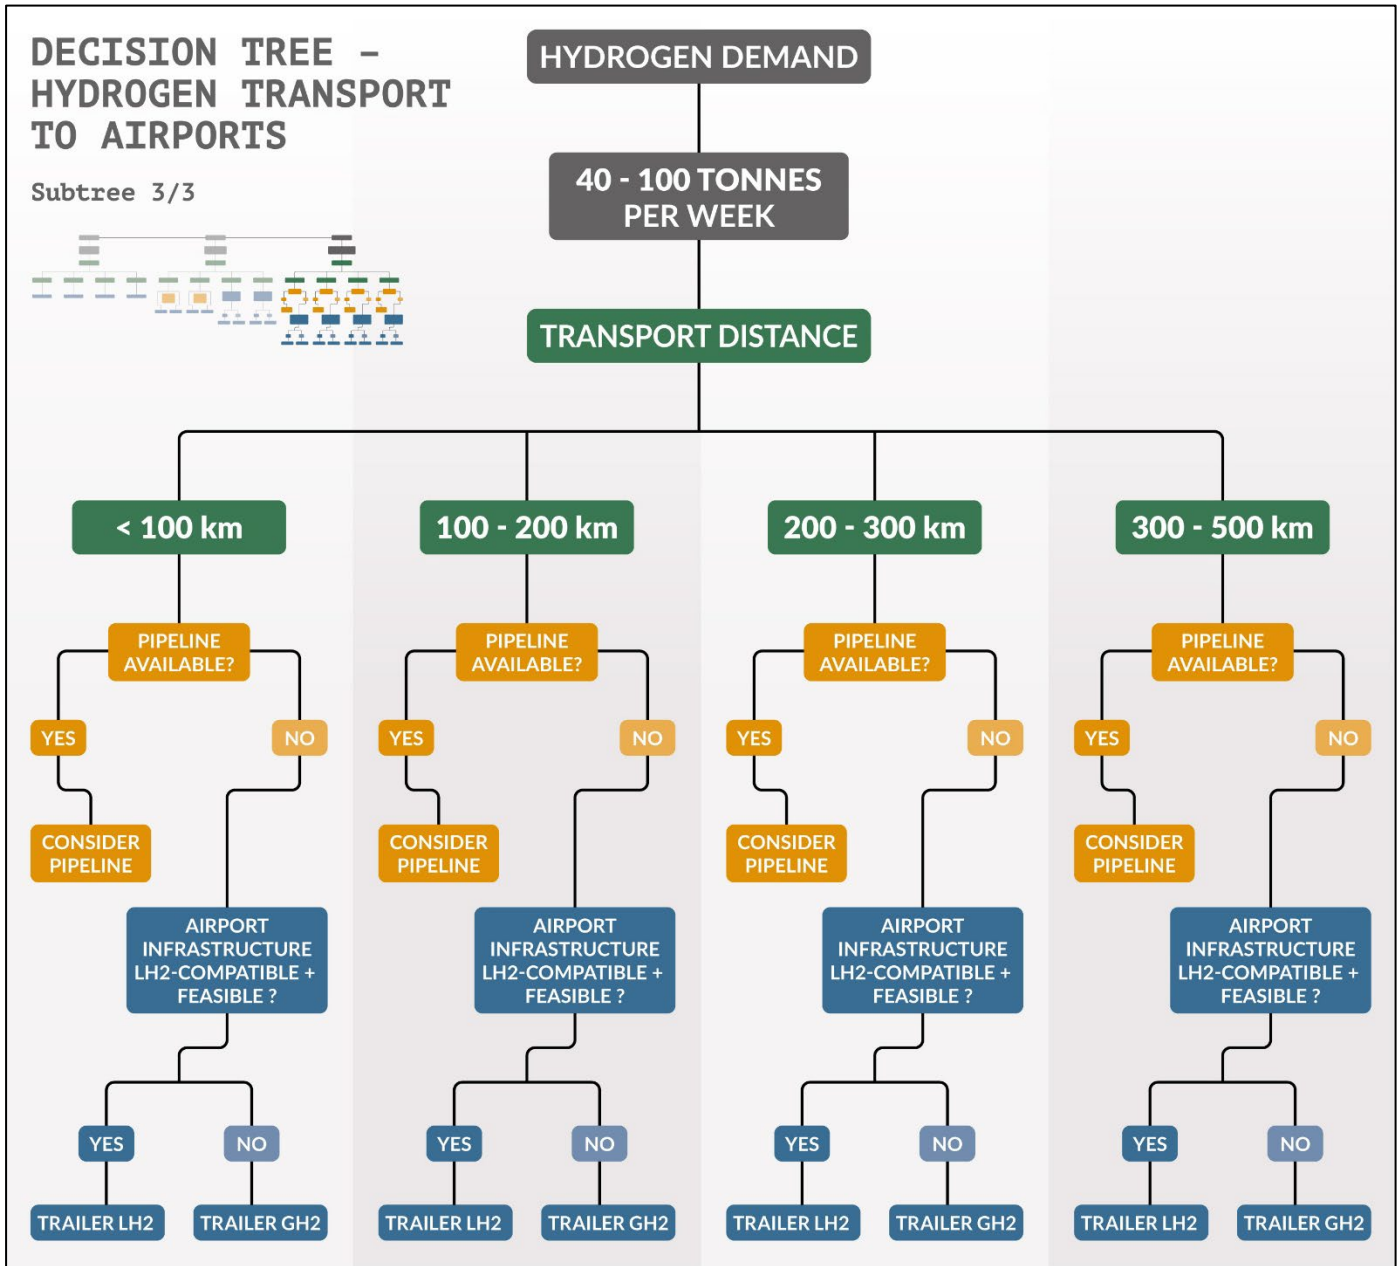 DECISION TREE –
HYDROGEN TRANSPORT
TO AIRPORTS
Subtree 3/3
HYDROGEN DEMAND
40 - 100 TONNES
PER WEEK
TRANSPORT DISTANCE
< 100 km
100 - 200 km
200 - 300 km
300 - 500 km
PIPELINE
AVAILABLE?
PIPELINE
AVAILABLE?
PIPELINE
AVAILABLE?
PIPELINE
AVAILABLE?
YES
NO
YES
NO
YES
NO
YES
NO
CONSIDER
PIPELINE
CONSIDER
PIPELINE
CONSIDER
PIPELINE
CONSIDER
PIPELINE
AIRPORT
INFRASTRUCTURE
LH2-COMPATIBLE +
FEASIBLE ?
AIRPORT
INFRASTRUCTURE
LH2-COMPATIBLE +
FEASIBLE ?
AIRPORT
INFRASTRUCTURE
LH2-COMPATIBLE +
FEASIBLE ?
AIRPORT
INFRASTRUCTURE
LH2-COMPATIBLE +
FEASIBLE ?
YES
NO
YES
NO
YES
NO
YES
NO
TRAILER LH2
TRAILER GH2
TRAILER LH2
TRAILER GH2
TRAILER LH2
TRAILER GH2
TRAILER LH2
TRAILER GH2